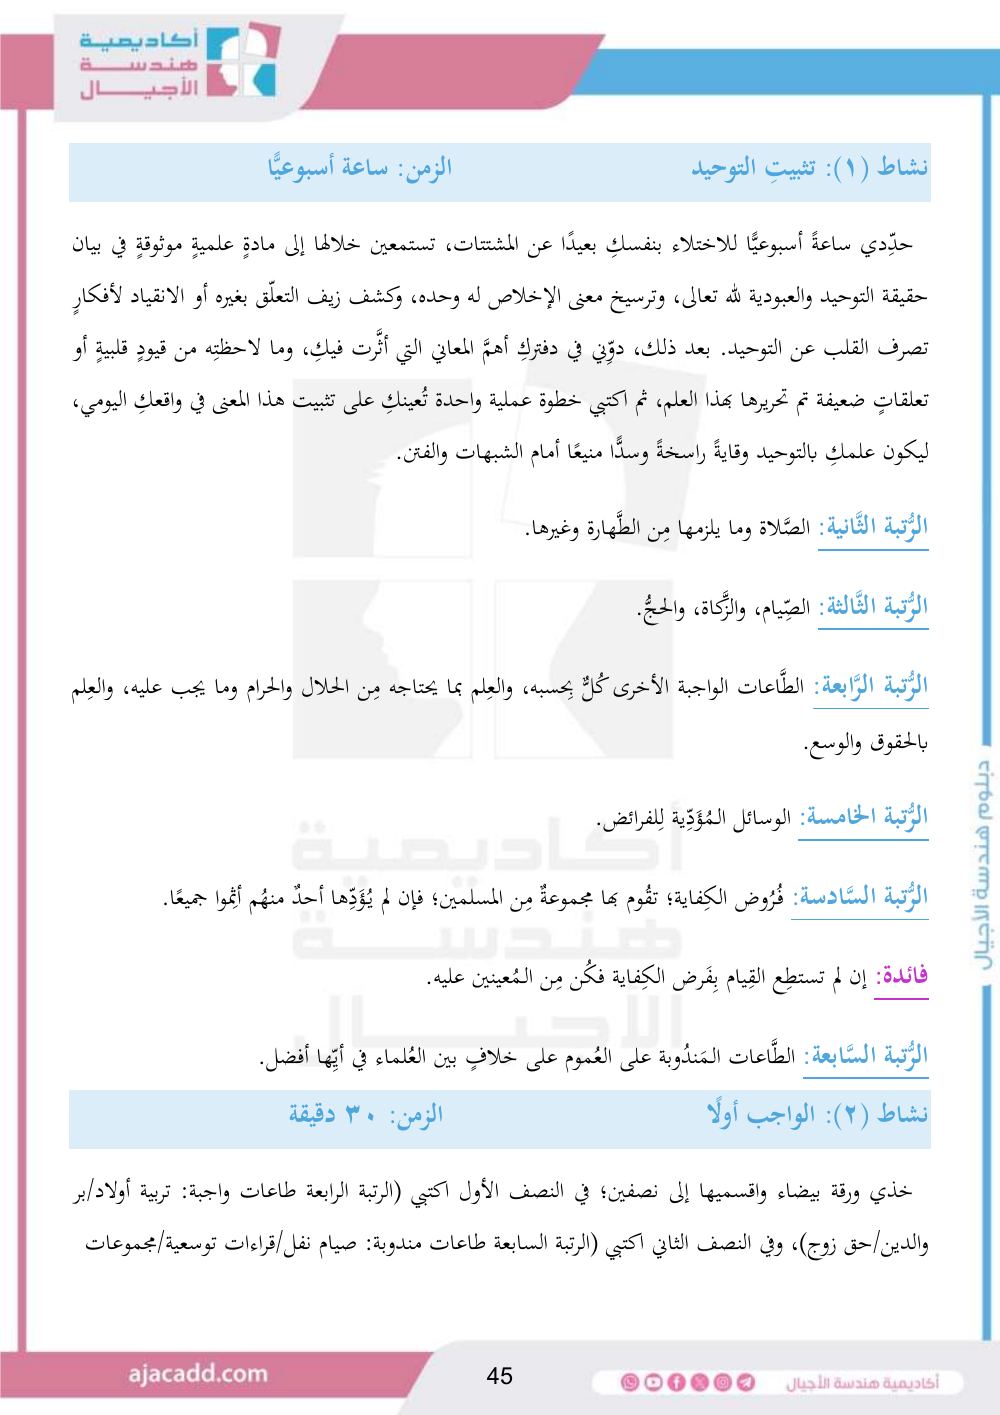 أكاديمية
هندسة
الأجيال
نشاط (١): تثبيتِ التوحيد الزمن: ساعة أسبوعيًّا
حدِّدي ساعةً أسبوعيًّا للاختلاء بنفسكِ بعيدًا عن المشتتات، تستمعين خلالها إلى مادةٍ علميةٍ موثوقةٍ في بيان
حقيقة التوحيد والعبودية لله تعالى، وترسيخ معنى الإخلاص له وحده، وكشف زيف التعلّق بغيره أو الانقياد لأفكارٍ
تصرف القلب عن التوحيد. بعد ذلك، دوِّني في دفتركِ أهمَّ المعاني التي أثَّرت فيكِ، وما لاحظتِه من قيودٍ قلبيةٍ أو
تعلقاتٍ ضعيفة تم تحريرها بهذا العلم، ثم اكتبي خطوة عملية واحدة تُعينكِ على تثبيت هذا المعنى في واقعكِ اليومي،
ليكون علمكِ بالتوحيد وقايةً راسخةً وسدًّا منيعًا أمام الشبهات والفتن.
الرُّتبة الثَّانية: الصَّلاة وما يلزمها مِن الطَّهارة وغيرها.
الرُّتبة الثَّالثة: الصِّيام، والزَّكاة، والحجُّ.
الرُّتبة الرَّابعة: الطَّاعات الواجبة الأخرى كُلٌّ بِحسبه، والعِلم بما يحتاجه مِن الحلال والحرام وما يجب عليه، والعِلم
بالحقوق والوسع.
الرُّتبة الخامسة: الوسائل المُؤَدِّية لِلفرائض.
الرُّتبة السَّادسة: فُرُوض الكِفاية؛ تقُوم بها مجموعةٌ مِن المسلمين؛ فإن لم يُؤَدِّها أحدٌ منهُم أثِموا جميعًا.
فائدة: إن لم تستطِع القِيام بِفَرض الكِفاية فكُن مِن المُعينين عليه.
الرُّتبة السَّابعة: الطَّاعات المَندُوبة على العُموم على خلافٍ بين العُلماء في أيِّها أفضل.
نشاط (٢): الواجب أولًا الزمن: ٣٠ دقيقة
خذي ورقة بيضاء واقسميها إلى نصفين؛ في النصف الأول اكتبي (الرتبة الرابعة طاعات واجبة: تربية أولاد/بر
والدين/حق زوج)، وفي النصف الثاني اكتبي (الرتبة السابعة طاعات مندوبة: صيام نفل/قراءات توسعية/مجموعات
دبلوم هندسة الأجيال
أكاديمية
هندسة
الأجيال
أكاديمية هندسة الأجيال
45
ajacadd.com